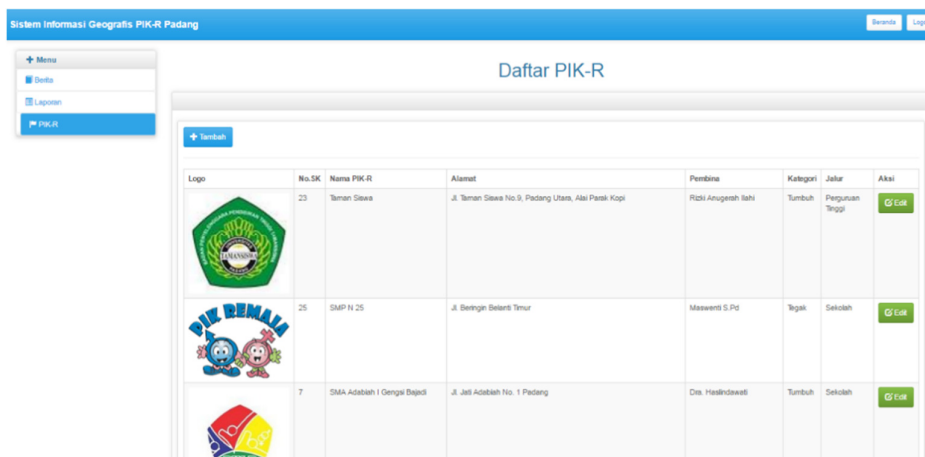 Sistem Informasi Geografis PIK-R Padang
Beranda
Menu
Berita
Laporan
PIK-R
Daftar PIK-R
Tambah
Logo No.SK Nama PIK-R Alamat Pembina Kategori Jalur Aksi
TAMANSISWA
23 Taman Siswa Jl. Taman Siswa No.9, Padang Utara, Alai Parak Kopi Rizki Anugerah Ilahi Tumbuh Perguruan Tinggi Edit
PIK REMAJA
25 SMP N 25 Jl. Beringin Belanti Timur Maswenti S.Pd Tegak Sekolah Edit
7 SMA Adabiah I Gengsi Bajadi Jl. Jati Adabiah No. 1 Padang Dra. Haslindawati Tumbuh Sekolah Edit